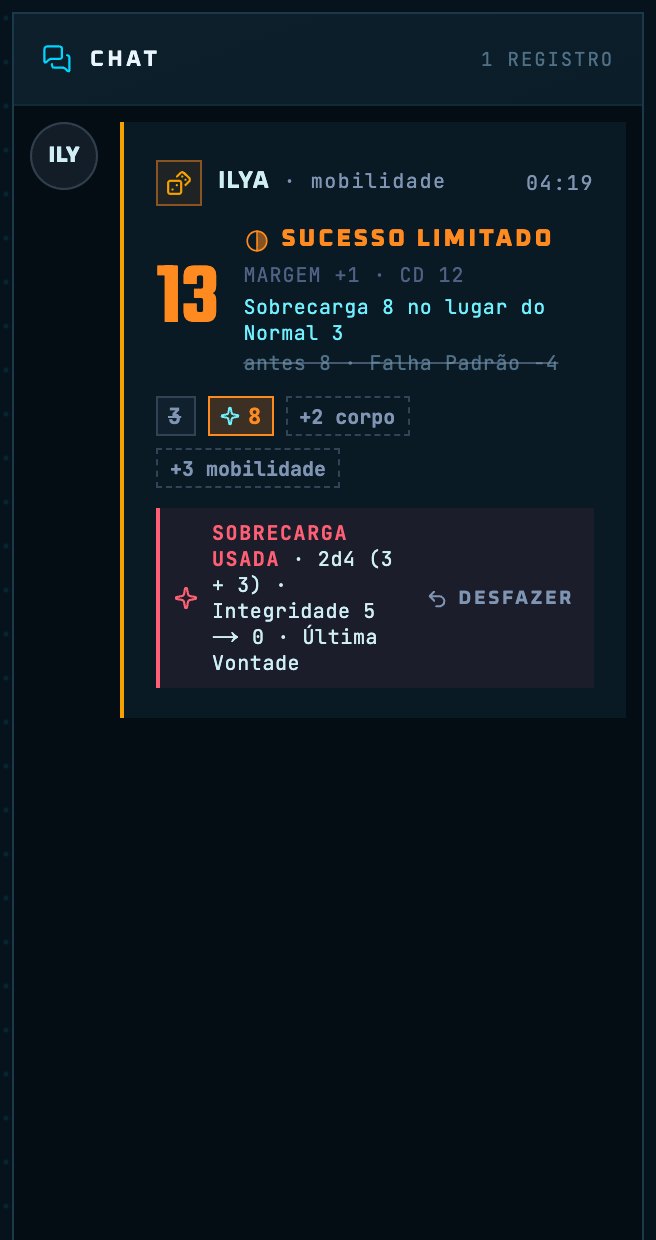 CHAT
1 REGISTRO
ILY
ILYA · mobilidade
04:19
SUCESSO LIMITADO
13
MARGEM +1 · CD 12
Sobrecarga 8 no lugar do
Normal 3
antes 8 · Falha Padrão -4
3
8
+2 corpo
+3 mobilidade
SOBRECARGA
USADA · 2d4 (3
+ 3) ·
Integridade 5
⟶ 0 · Última
Vontade
DESFAZER